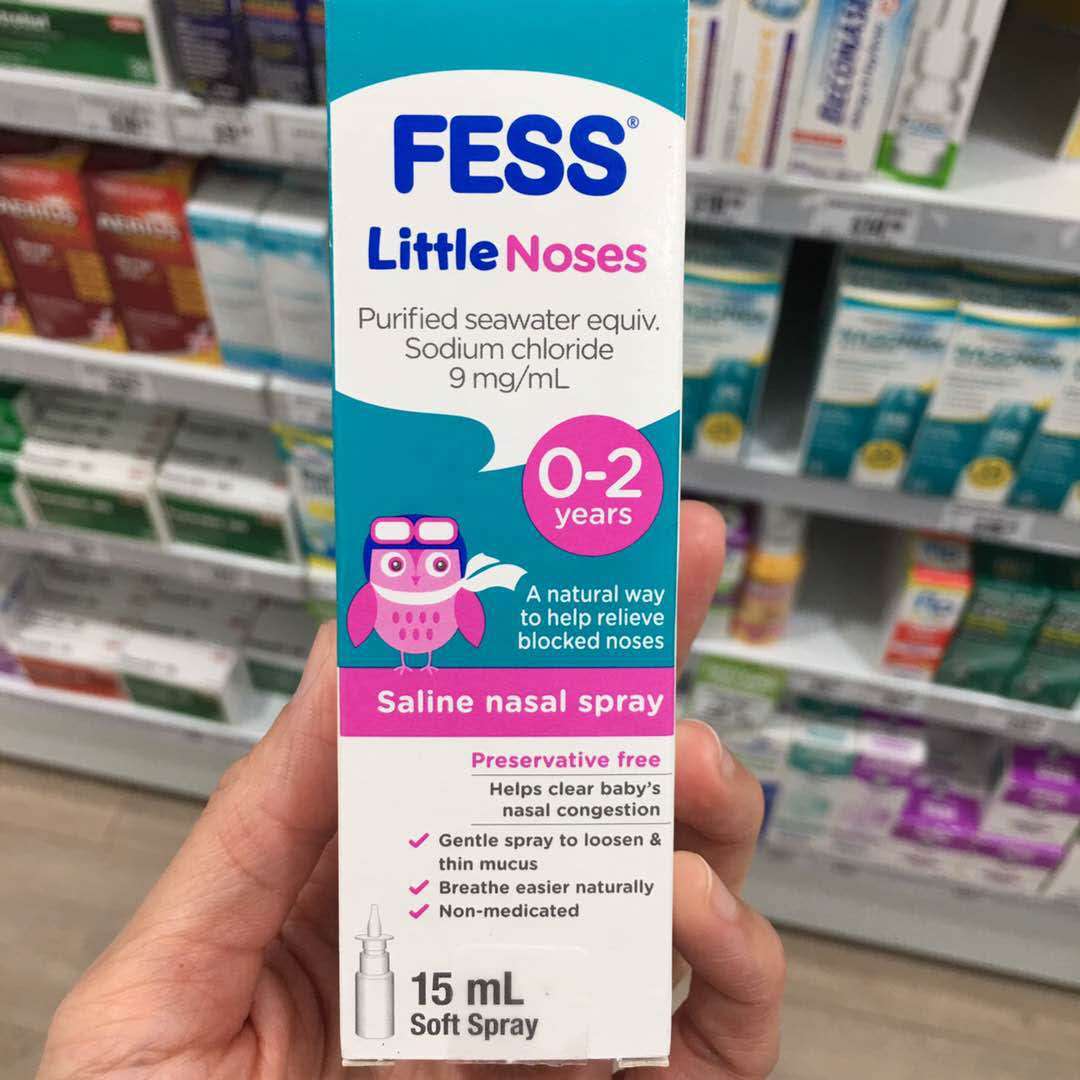 FESS®
Little Noses
Purified seawater equiv.
Sodium chloride
9 mg/mL
0-2
years
A natural way
to help relieve
blocked noses
Saline nasal spray
Preservative free
Helps clear baby's
nasal congestion
Gentle spray to loosen &
thin mucus
Breathe easier naturally
Non-medicated
15 mL
Soft Spray
BECONASE